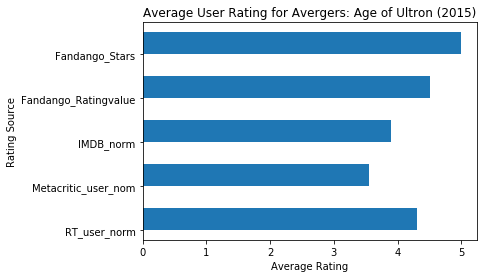 Average User Rating for Avergers: Age of Ultron (2015)
Fandango_Stars
Fandango_Ratingvalue
IMDB_norm
Metacritic_user_nom
RT_user_norm
Rating Source
0 1 2 3 4 5
Average Rating